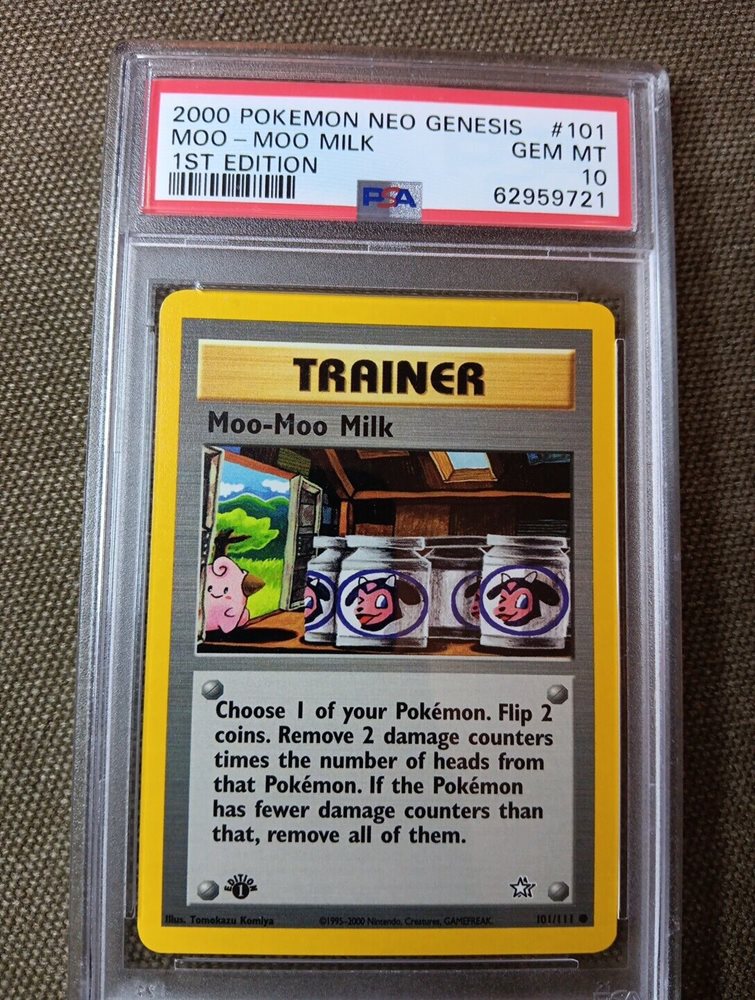 2000 POKEMON NEO GENESIS #101
MOO-MOO MILK GEM MT
1ST EDITION 10
PSA 62959721
TRAINER
Moo-Moo Milk
Choose 1 of your Pokémon. Flip 2
coins. Remove 2 damage counters
times the number of heads from
that Pokémon. If the Pokémon
has fewer damage counters than
that, remove all of them.
EDITION 1
Illus. Tomokazu Komiya ©1995-2000 Nintendo, Creatures, GAMEFREAK. 101/111